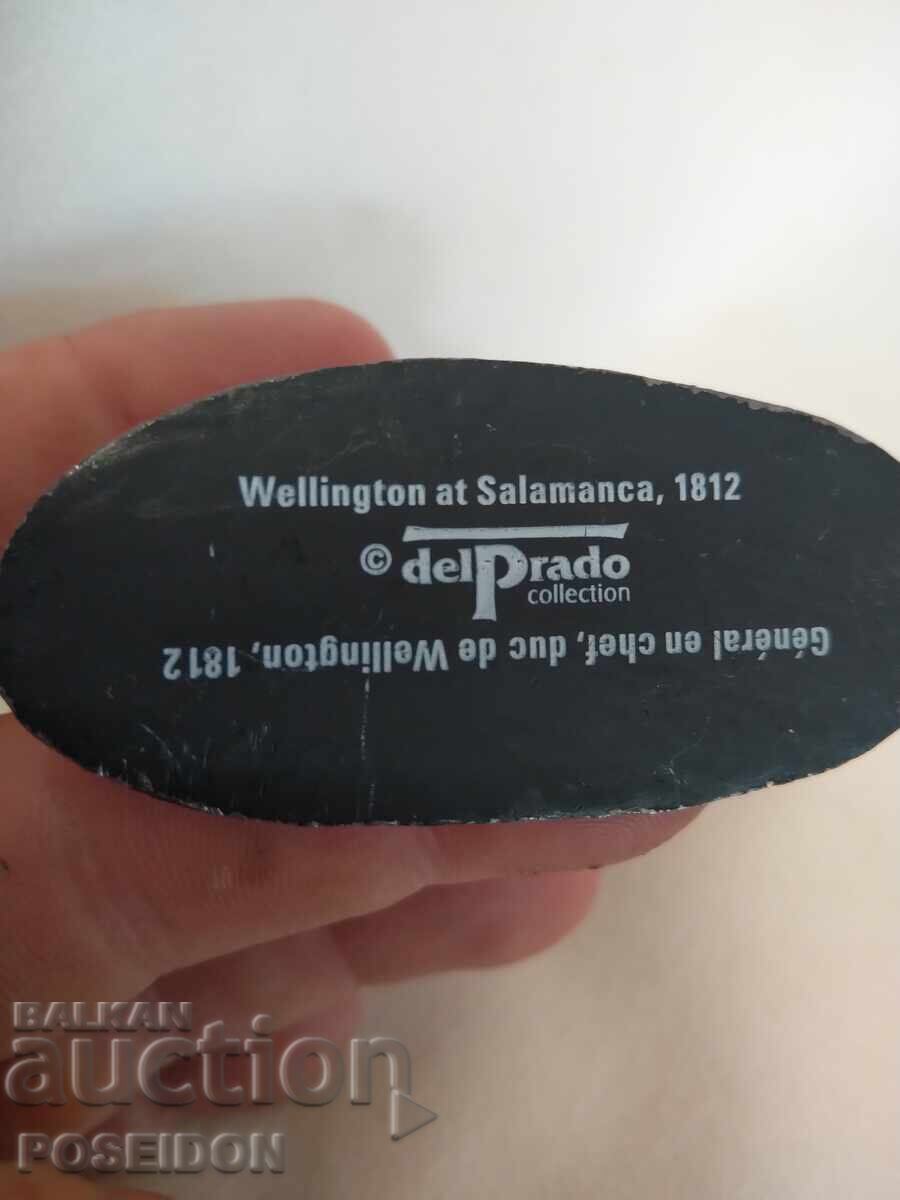 Wellington at Salamanca, 1812
© delPrado
collection
Général en chef, duc de Wellington, 1812
BALKAN
auction
POSEIDON